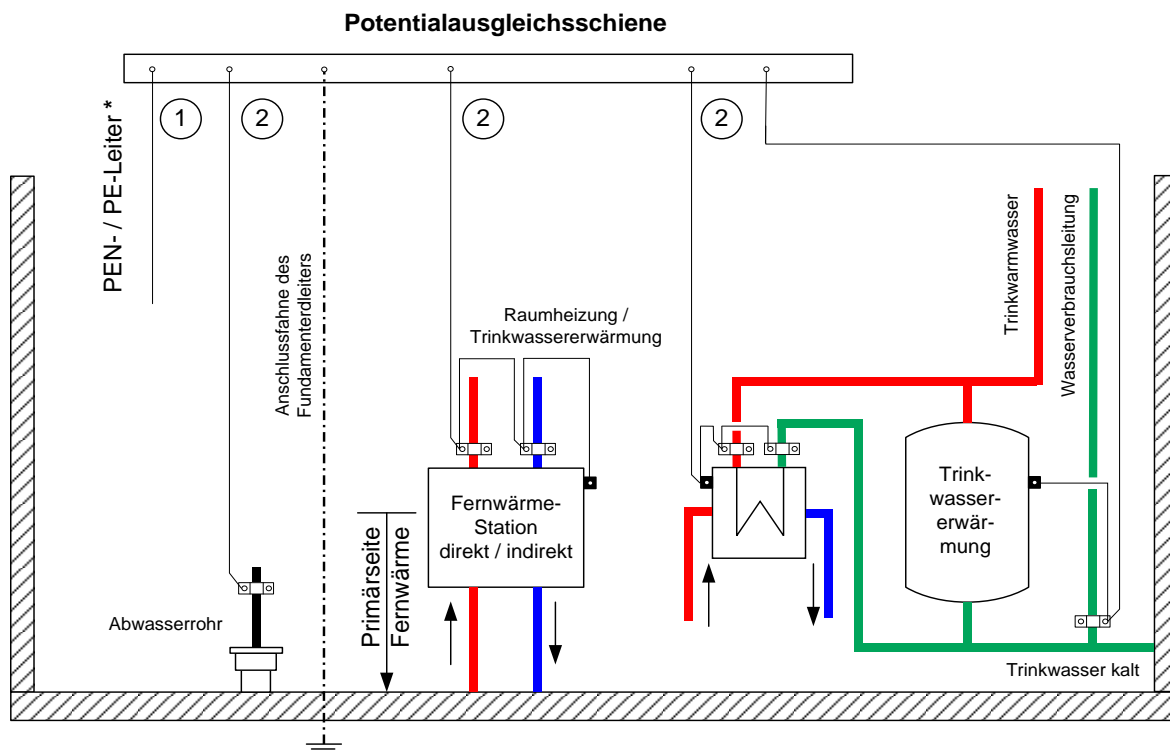 Potentialausgleichsschiene
PEN- / PE-Leiter *
1
2
2
2
Anschlussfahne des
Fundamenterdleiters
Raumheizung /
Trinkwassererwärmung
Trinkwarmwasser
Wasserverbrauchsleitung
Fernwärme-
Station
direkt / indirekt
Trink-
wasser-
erwär-
mung
Primärseite
Fernwärme
Abwasserrohr
Trinkwasser kalt